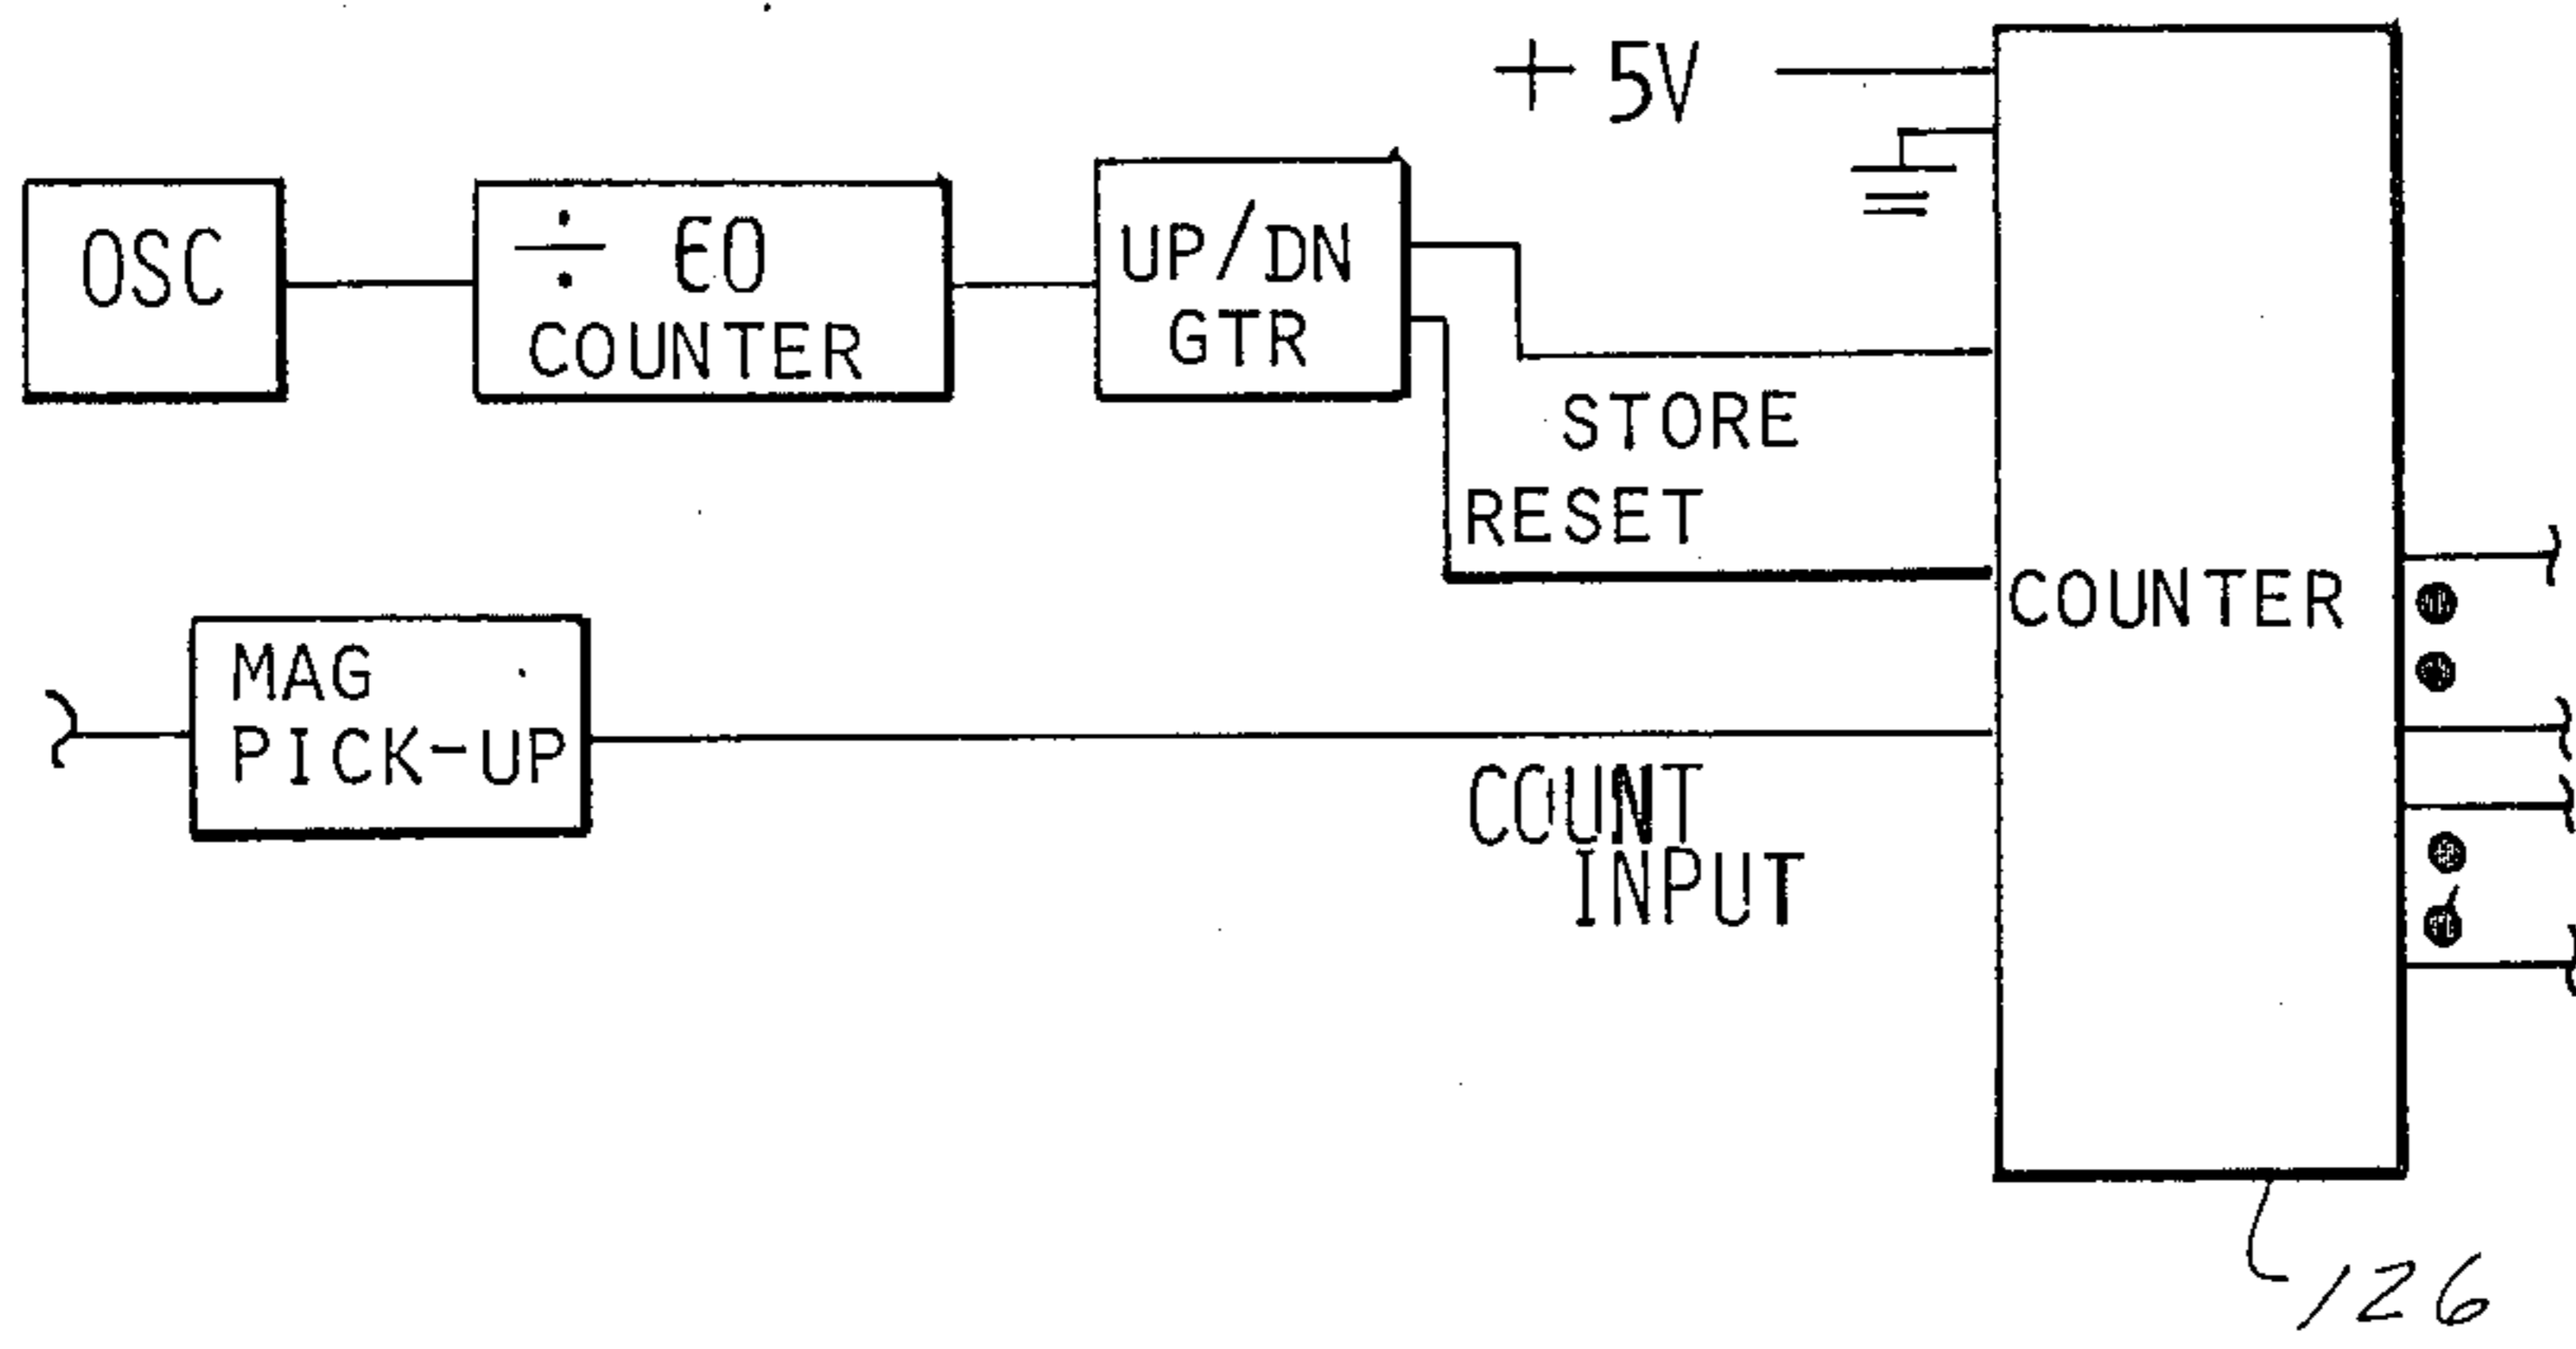 + 5V
OSC
÷ 60
COUNTER
UP/DN
GTR
STORE
RESET
COUNTER
MAG
PICK-UP
COUNT
INPUT
126